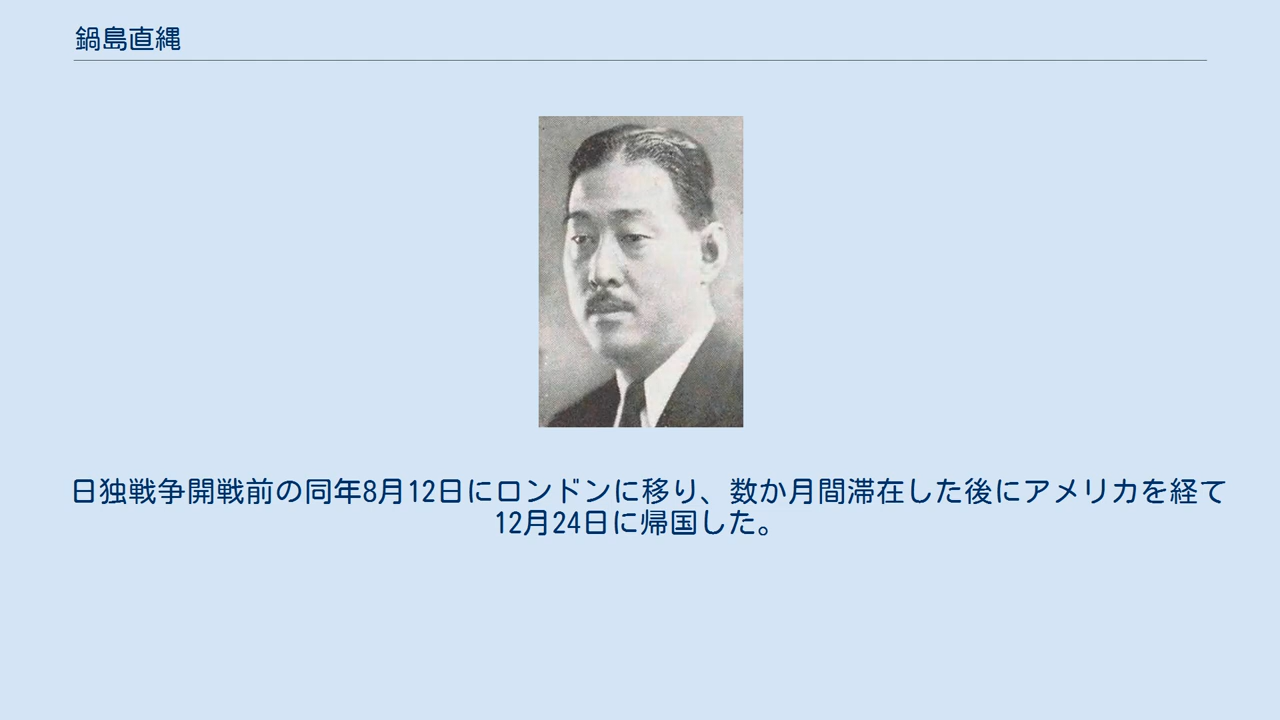 鍋島直縄
日独戦争開戦前の同年8月12日にロンドンに移り、数か月間滞在した後にアメリカを経て
12月24日に帰国した。